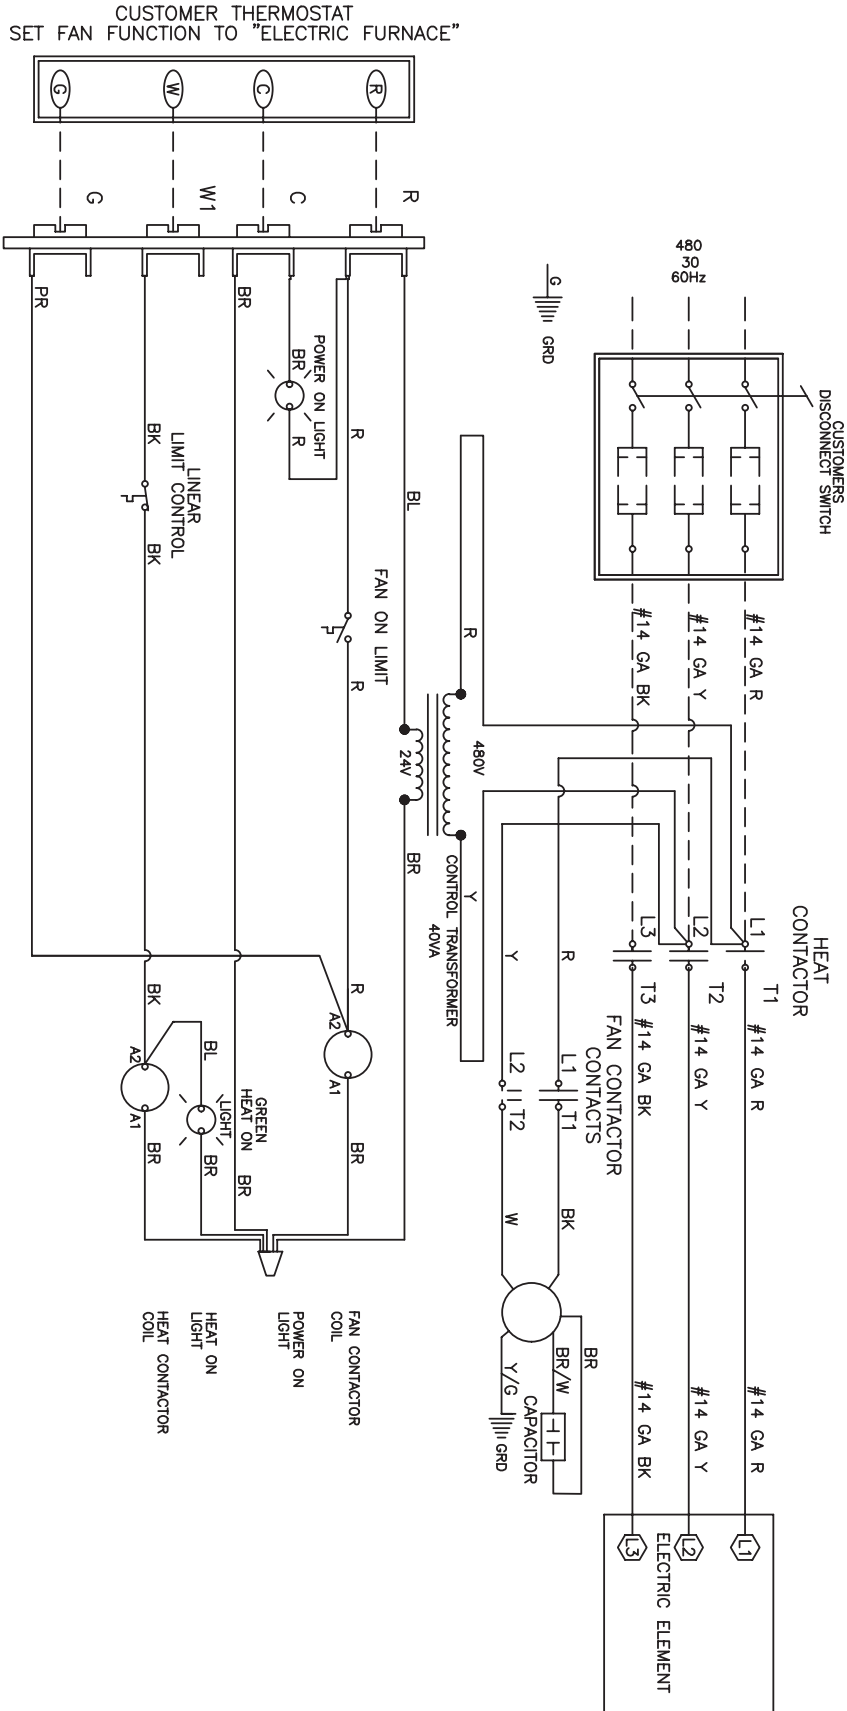 CUSTOMER THERMOSTAT
SET FAN FUNCTION TO "ELECTRIC FURNACE"
G
W
C
R
G
W1
C
R
480
30
60Hz
G
GRD
CUSTOMERS
DISCONNECT SWITCH
PR
BR
POWER ON LIGHT
BR
R
R
BL
BK
LINEAR
LIMIT CONTROL
BK
FAN ON LIMIT
R
R
#14 GA BK
#14 GA Y
#14 GA R
480V
24V
BR
CONTROL TRANSFORMER
40VA
Y
HEAT
CONTACTOR
L1
L2
L3
T1
T2
T3
Y
R
#14 GA BK
#14 GA Y
#14 GA R
FAN CONTACTOR
CONTACTS
L1
L2
T1
T2
BK
R
A2
A1
A2
A1
BL
GREEN
HEAT ON
LIGHT
BR
BR
BR
BR
W
BK
HEAT CONTACTOR
COIL
HEAT ON
LIGHT
POWER ON
LIGHT
FAN CONTACTOR
COIL
Y/G
BR/W
BR
GRD
CAPACITOR
#14 GA BK
#14 GA Y
#14 GA R
L3
L2
L1
ELECTRIC ELEMENT